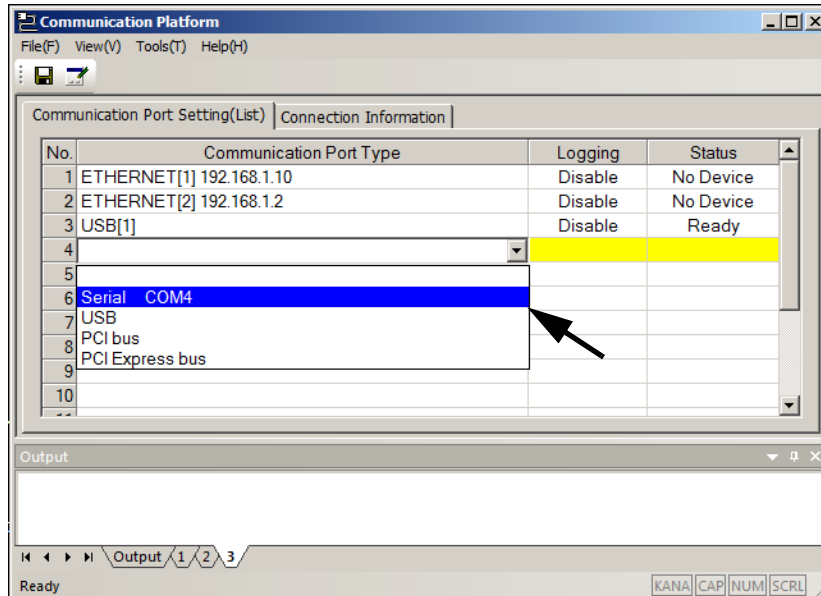 Communication Platform
File(F) View(V) Tools(T) Help(H)
Communication Port Setting(List) Connection Information
No. Communication Port Type Logging Status
1 ETHERNET[1] 192.168.1.10 Disable No Device
2 ETHERNET[2] 192.168.1.2 Disable No Device
3 USB[1] Disable Ready
4
5
6 Serial COM4
7 USB
8 PCI bus
PCI Express bus
9
10
Output
Output 1 2 3
Ready KANA CAP NUM SCRL